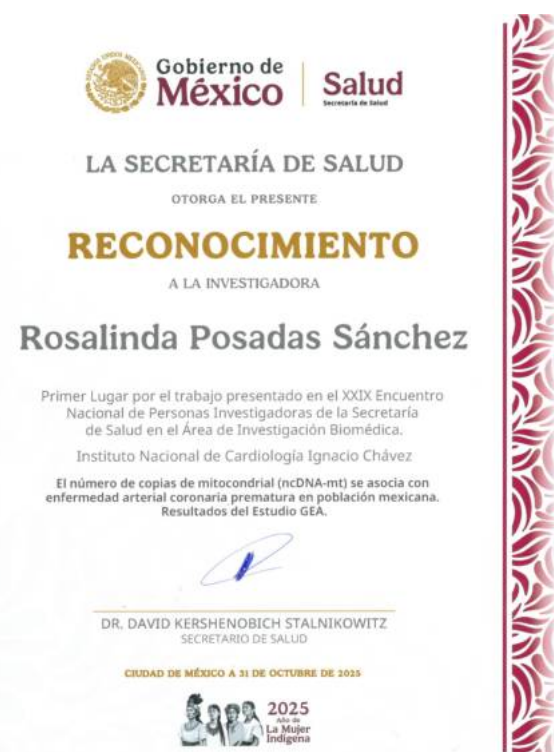 Gobierno de
México
Salud
Secretaría de Salud
LA SECRETARÍA DE SALUD
OTORGA EL PRESENTE
RECONOCIMIENTO
A LA INVESTIGADORA
Rosalinda Posadas Sánchez
Primer Lugar por el trabajo presentado en el XXIX Encuentro
Nacional de Personas Investigadoras de la Secretaría
de Salud en el Área de Investigación Biomédica.
Instituto Nacional de Cardiología Ignacio Chávez
El número de copias de mitocondrial (ncDNA-mt) se asocia con
enfermedad arterial coronaria prematura en población mexicana.
Resultados del Estudio GEA.
DR. DAVID KERSHENOBICH STALNIKOWITZ
SECRETARIO DE SALUD
CIUDAD DE MÉXICO A 31 DE OCTUBRE DE 2025
2025
Año de
La Mujer
Indígena